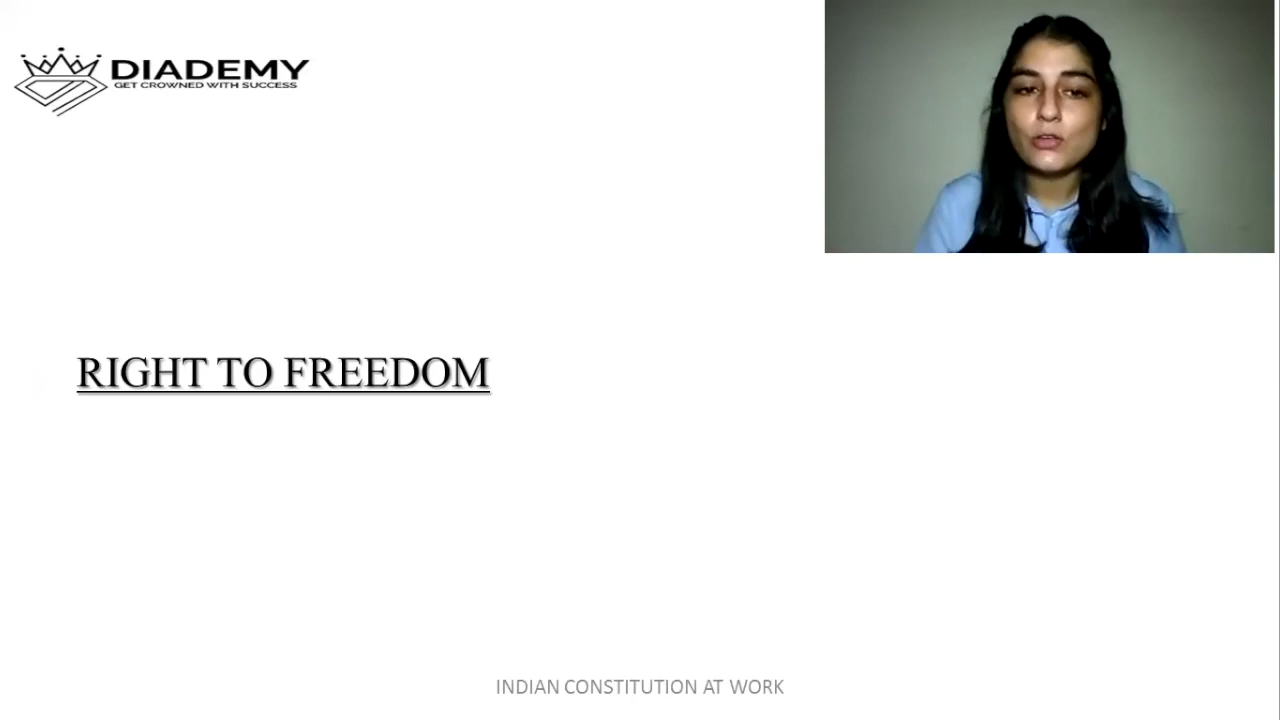 DIADEMY
GET CROWNED WITH SUCCESS
RIGHT TO FREEDOM
INDIAN CONSTITUTION AT WORK